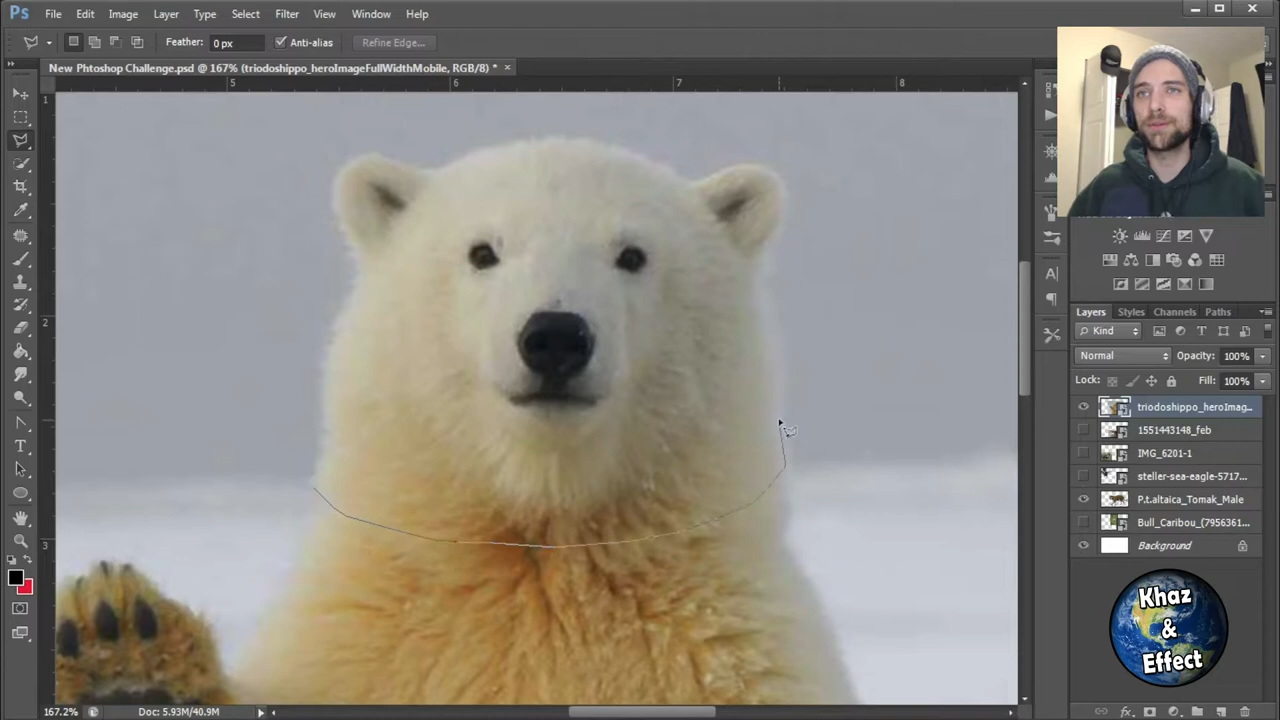 Ps File Edit Image Layer Type Select Filter View Window Help
Feather: 0 px Anti-alias Refine Edge...
New Phtoshop Challenge.psd @ 167% (triodoshippo_heroImageFullWidthMobile, RGB/8) * ×
5 6 7 8
1
2
3
Layers Styles Channels Paths
Kind
Normal Opacity: 100%
Lock: Fill: 100%
triodoshippo_heroImag...
1551443148_feb
IMG_6201-1
steller-sea-eagle-5717...
P.t.altaica_Tomak_Male
Bull_Caribou_(7956361...
Background
Khaz
&
Effect
167.2% Doc: 5.93M/40.9M